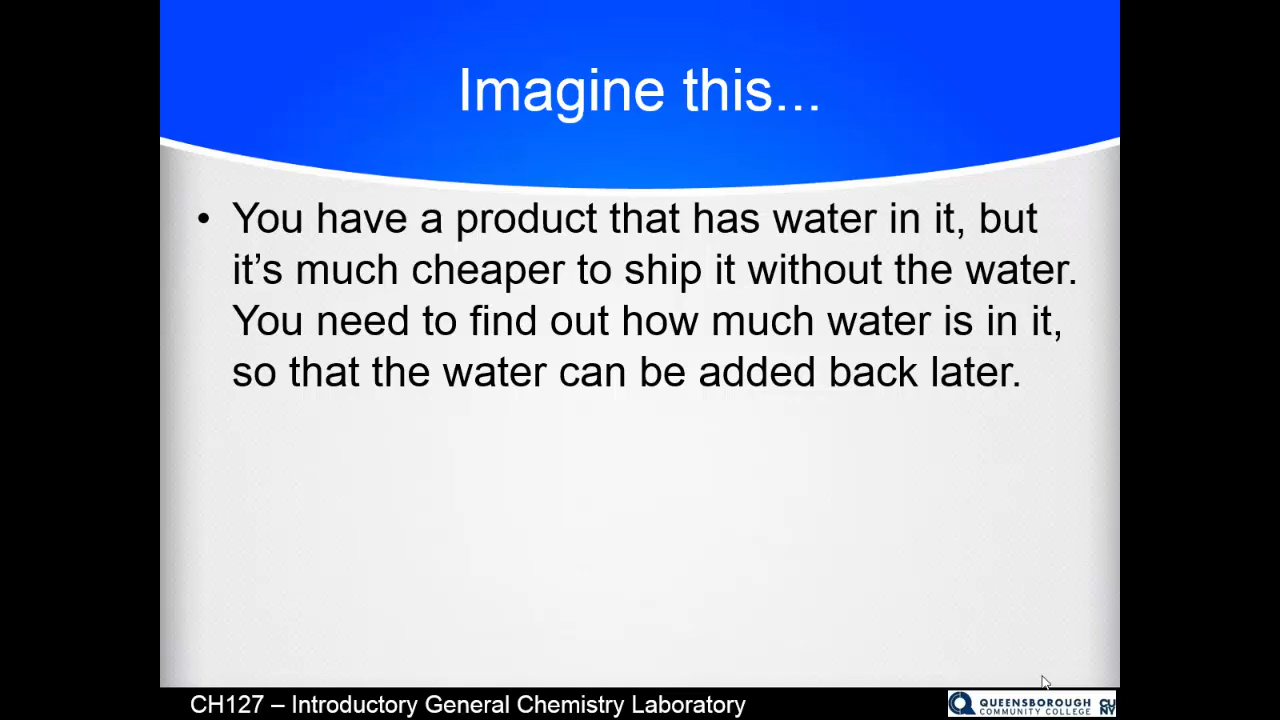 Imagine this...
• You have a product that has water in it, but
it’s much cheaper to ship it without the water.
You need to find out how much water is in it,
so that the water can be added back later.
CH127 – Introductory General Chemistry Laboratory
QUEENSBOROUGH
COMMUNITY COLLEGE
CU
NY